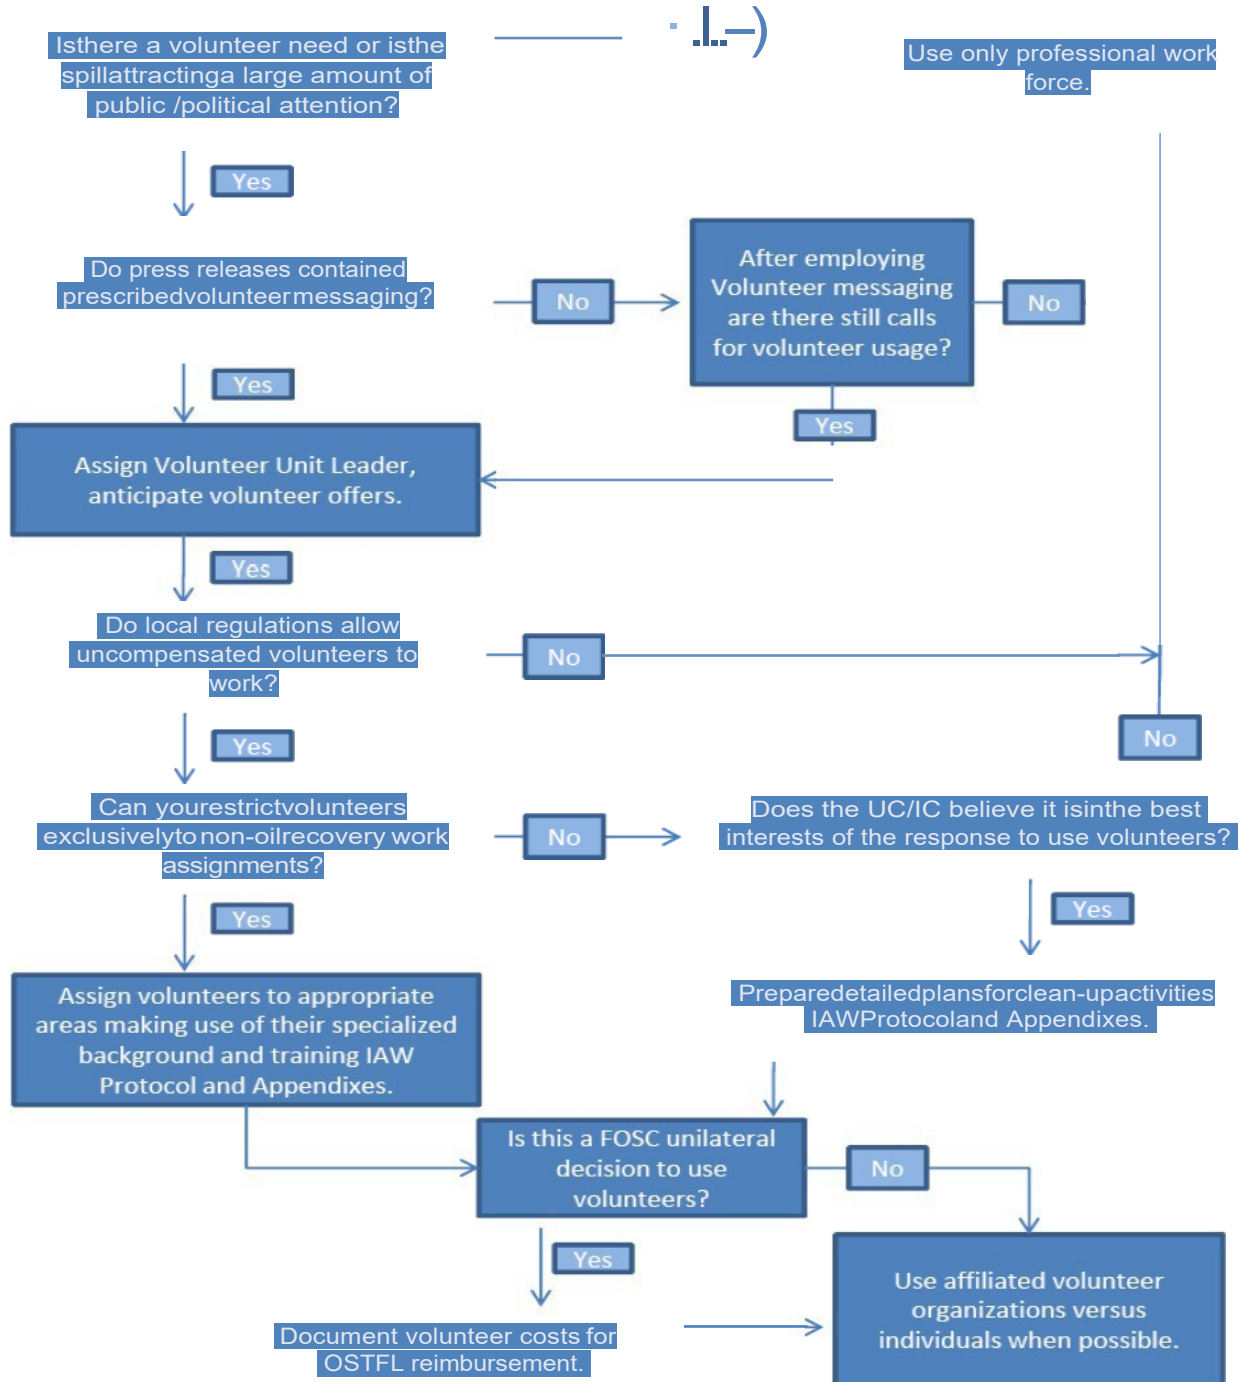 Isthere a volunteer need or isthe
spillattractinga large amount of
public /political attention?
Use only professional work
force.
Yes
Do press releases contained
prescribedvolunteermessaging?
No
After employing
Volunteer messaging
are there still calls
for volunteer usage?
No
Yes
Yes
Assign Volunteer Unit Leader,
anticipate volunteer offers.
Yes
Do local regulations allow
uncompensated volunteers to
work?
No
No
Yes
Can yourestrictvolunteers
exclusivelyto non-oilrecovery work
assignments?
No
Does the UC/IC believe it isinthe best
interests of the response to use volunteers?
Yes
Yes
Assign volunteers to appropriate
areas making use of their specialized
background and training IAW
Protocol and Appendixes.
Preparedetailedplansforclean-upactivities
IAWProtocoland Appendixes.
Is this a FOSC unilateral
decision to use
volunteers?
No
Yes
Use affiliated volunteer
organizations versus
individuals when possible.
Document volunteer costs for
OSTFL reimbursement.